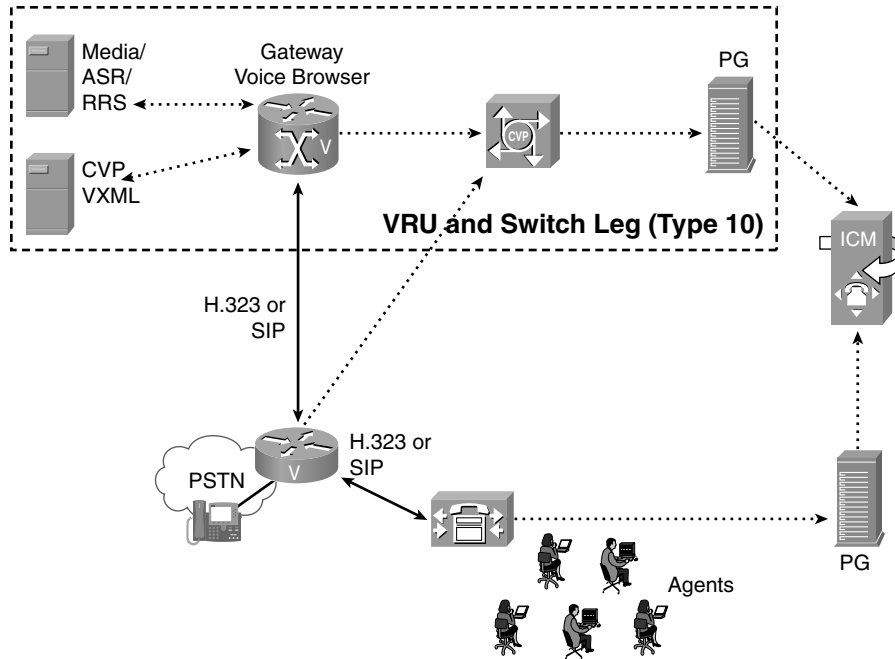 Media/
ASR/
RRS
Gateway
Voice Browser
PG
CVP
V
CVP
VXML
ICM
VRU and Switch Leg (Type 10)
H.323 or
SIP
H.323 or
SIP
PSTN
V
PG
Agents